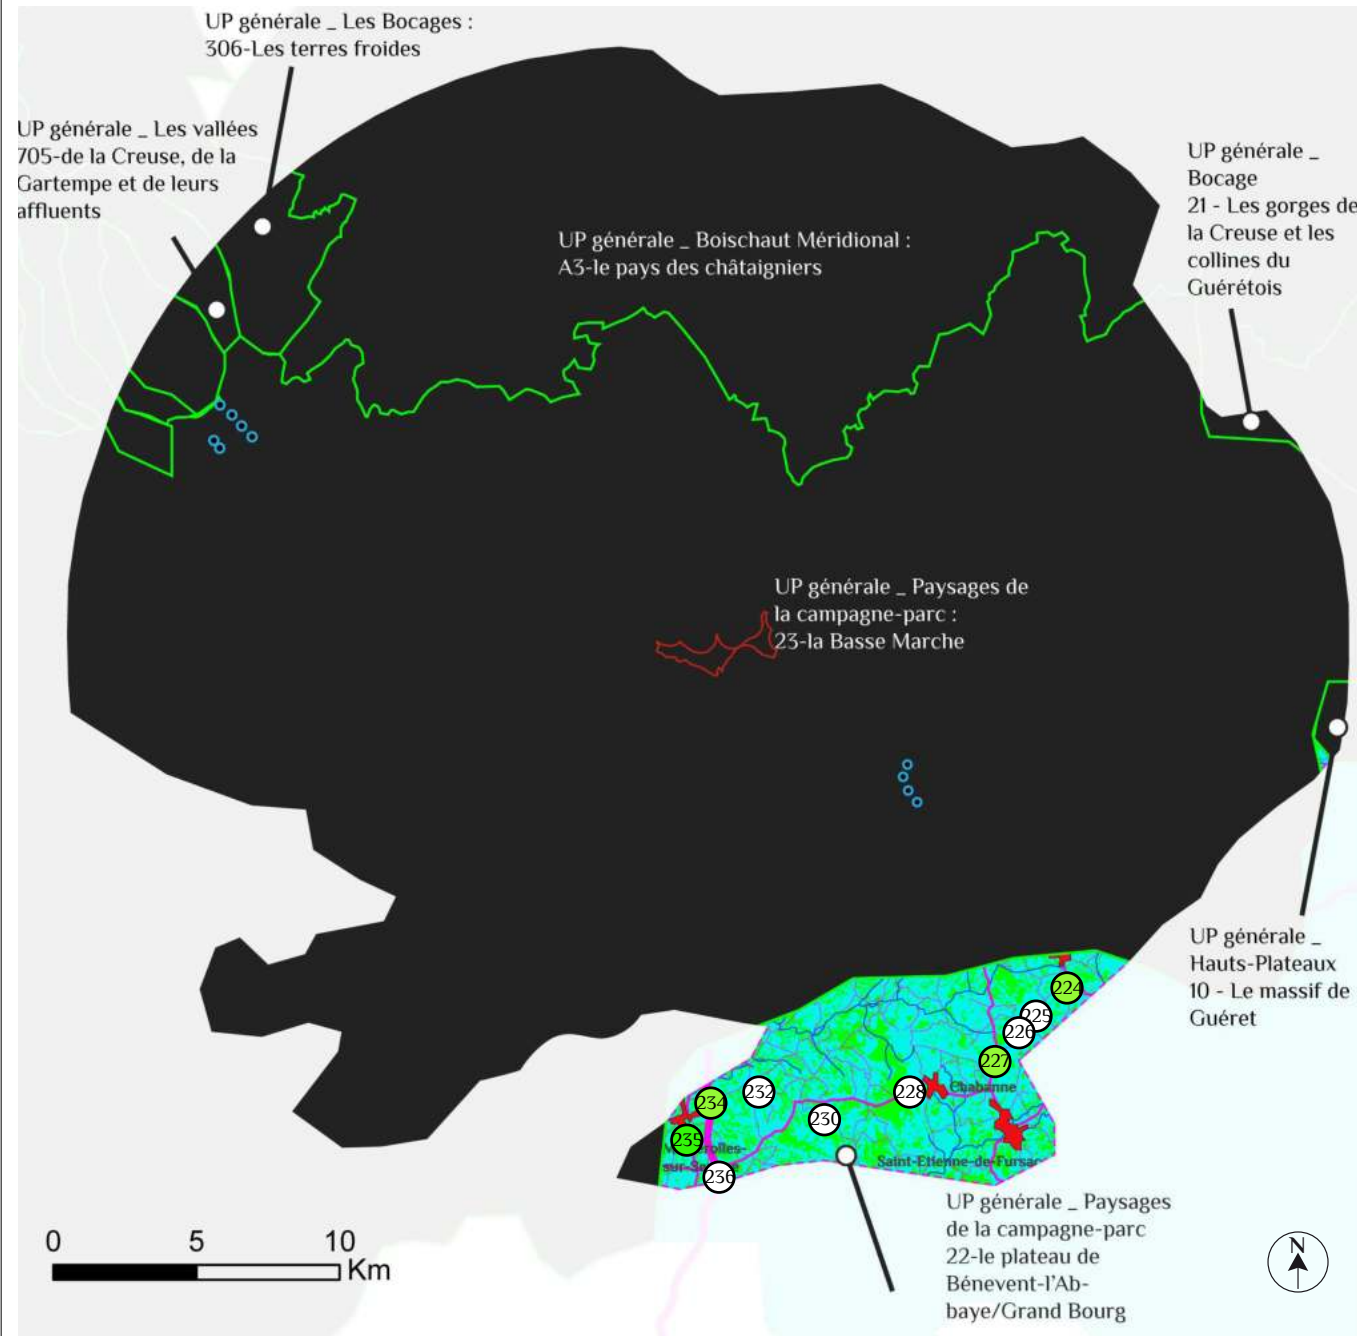 UP générale _ Les Bocages :
306-Les terres froides
UP générale _ Les vallées
705-de la Creuse, de la
Gartempe et de leurs
affluents
UP générale _
Bocage
21 - Les gorges de
la Creuse et les
collines du
Guérétois
UP générale _ Boischaut Méridional :
A3-le pays des châtaigniers
UP générale _ Paysages de
la campagne-parc :
23-la Basse Marche
UP générale _
Hauts-Plateaux
10 - Le massif de
Guéret
224
225
226
227
228
Chabanne
230
232
234
235
236
Saint-Etienne-de-Fursac
UP générale _ Paysages
de la campagne-parc
22-le plateau de
Bénevent-l'Ab-
baye/Grand Bourg
0 5 10
Km
N